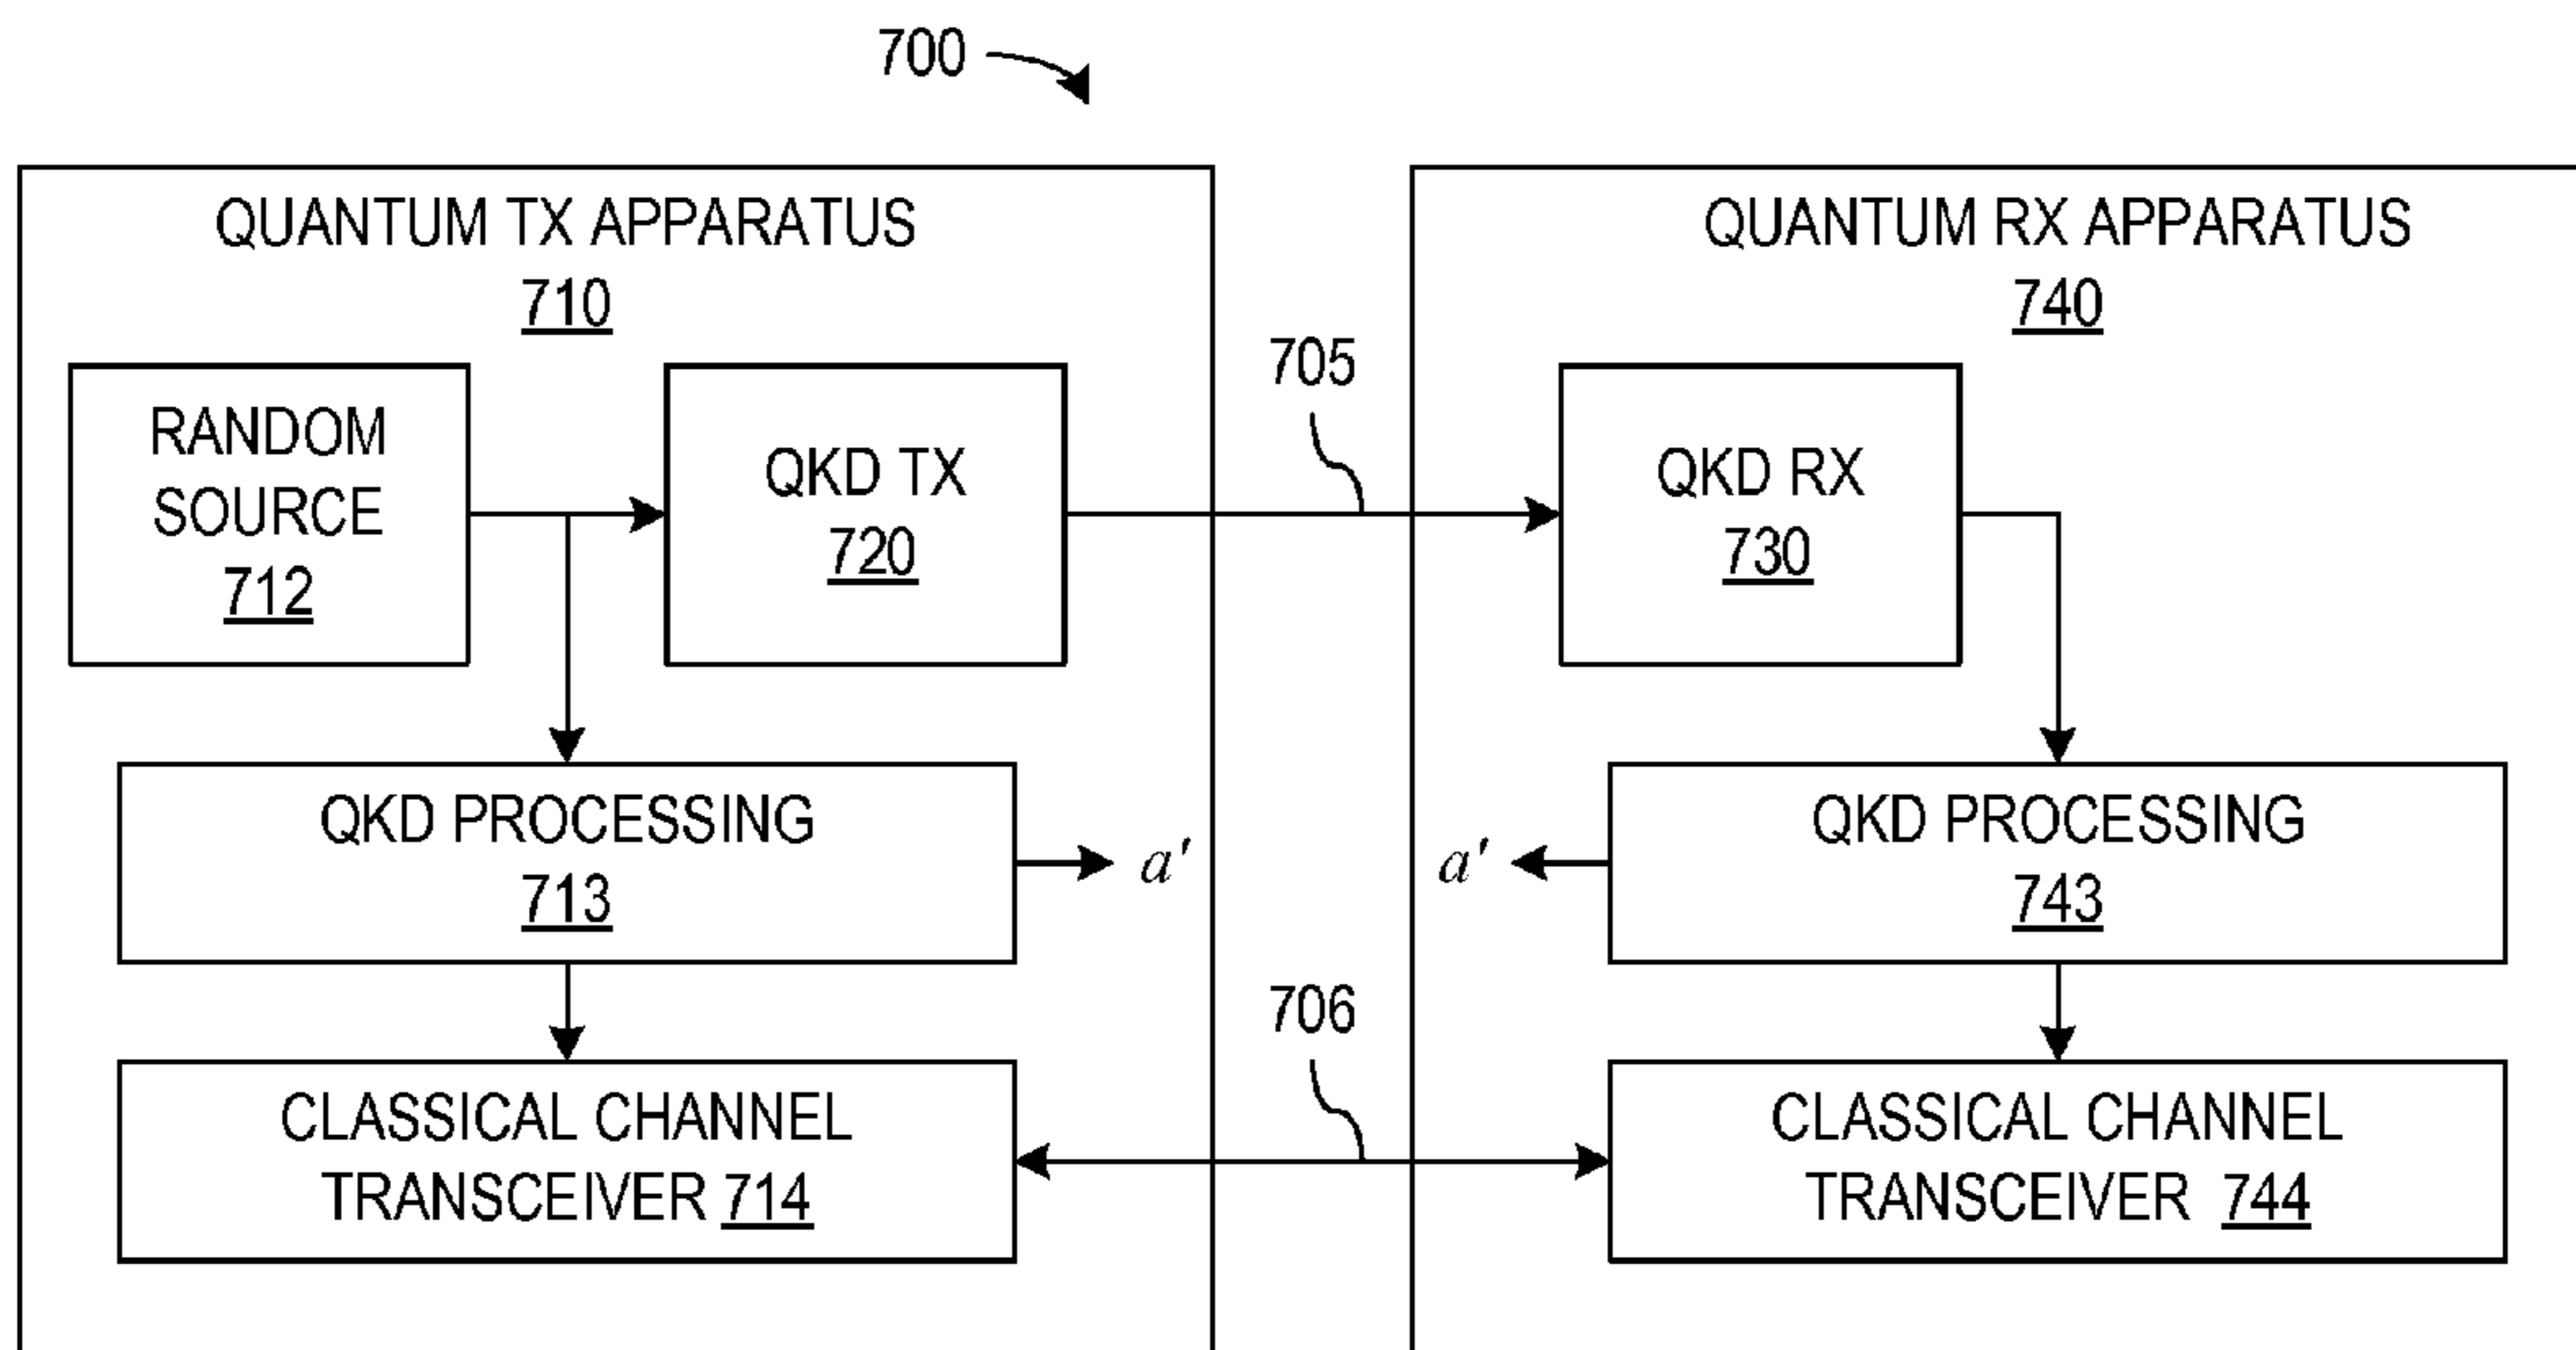 700
QUANTUM TX APPARATUS
710
RANDOM
SOURCE
712
QKD TX
720
QKD PROCESSING
713
a'
CLASSICAL CHANNEL
TRANSCEIVER 714
705
706
QUANTUM RX APPARATUS
740
QKD RX
730
a'
QKD PROCESSING
743
CLASSICAL CHANNEL
TRANSCEIVER 744